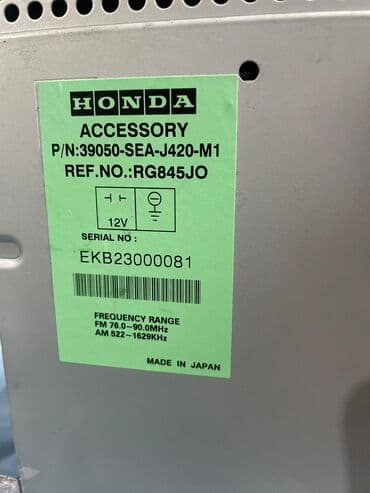 HONDA
ACCESSORY
P/N:39050-SEA-J420-M1
REF.NO.:RG845JO
12V
SERIAL NO :
EKB23000081
FREQUENCY RANGE
FM 76.0~90.0MHz
AM 522~1629KHz
MADE IN JAPAN